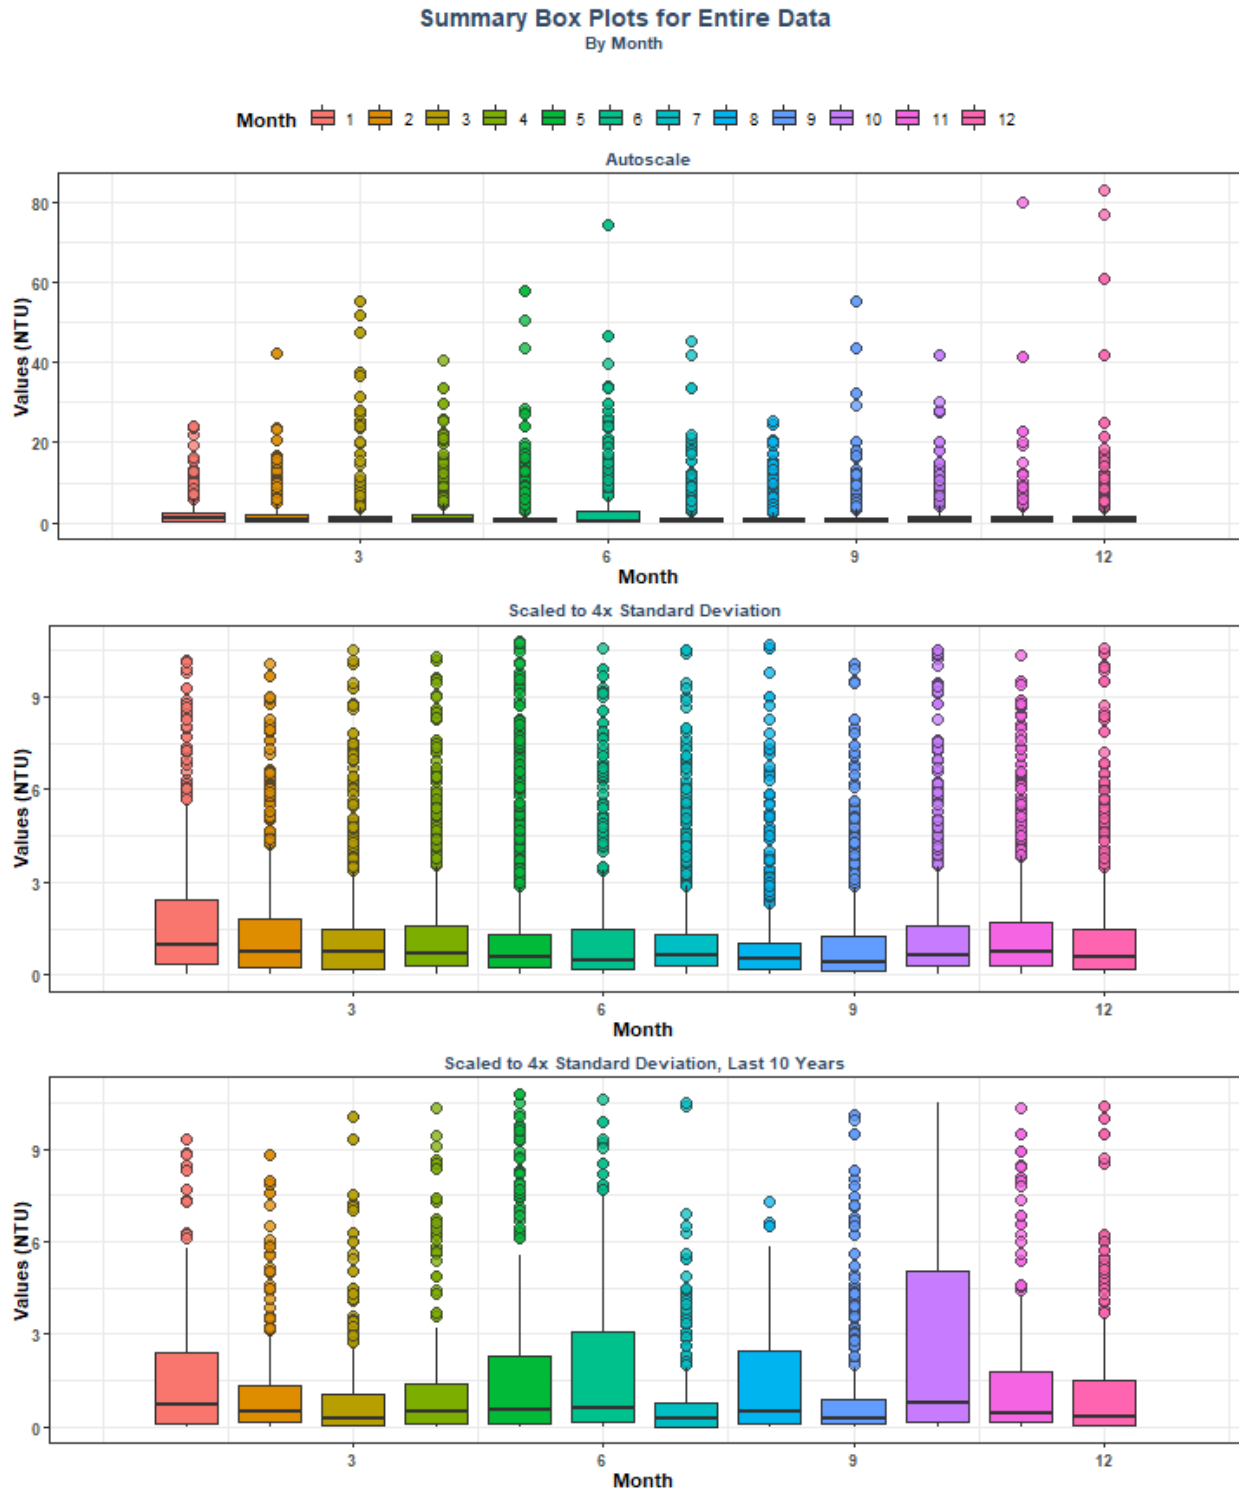 Summary Box Plots for Entire Data
By Month
Month 1 2 3 4 5 6 7 8 9 10 11 12
Autoscale
Values (NTU)
80
60
40
20
0
3 6 9 12
Month
Scaled to 4x Standard Deviation
Values (NTU)
9
6
3
0
3 6 9 12
Month
Scaled to 4x Standard Deviation, Last 10 Years
Values (NTU)
9
6
3
0
3 6 9 12
Month